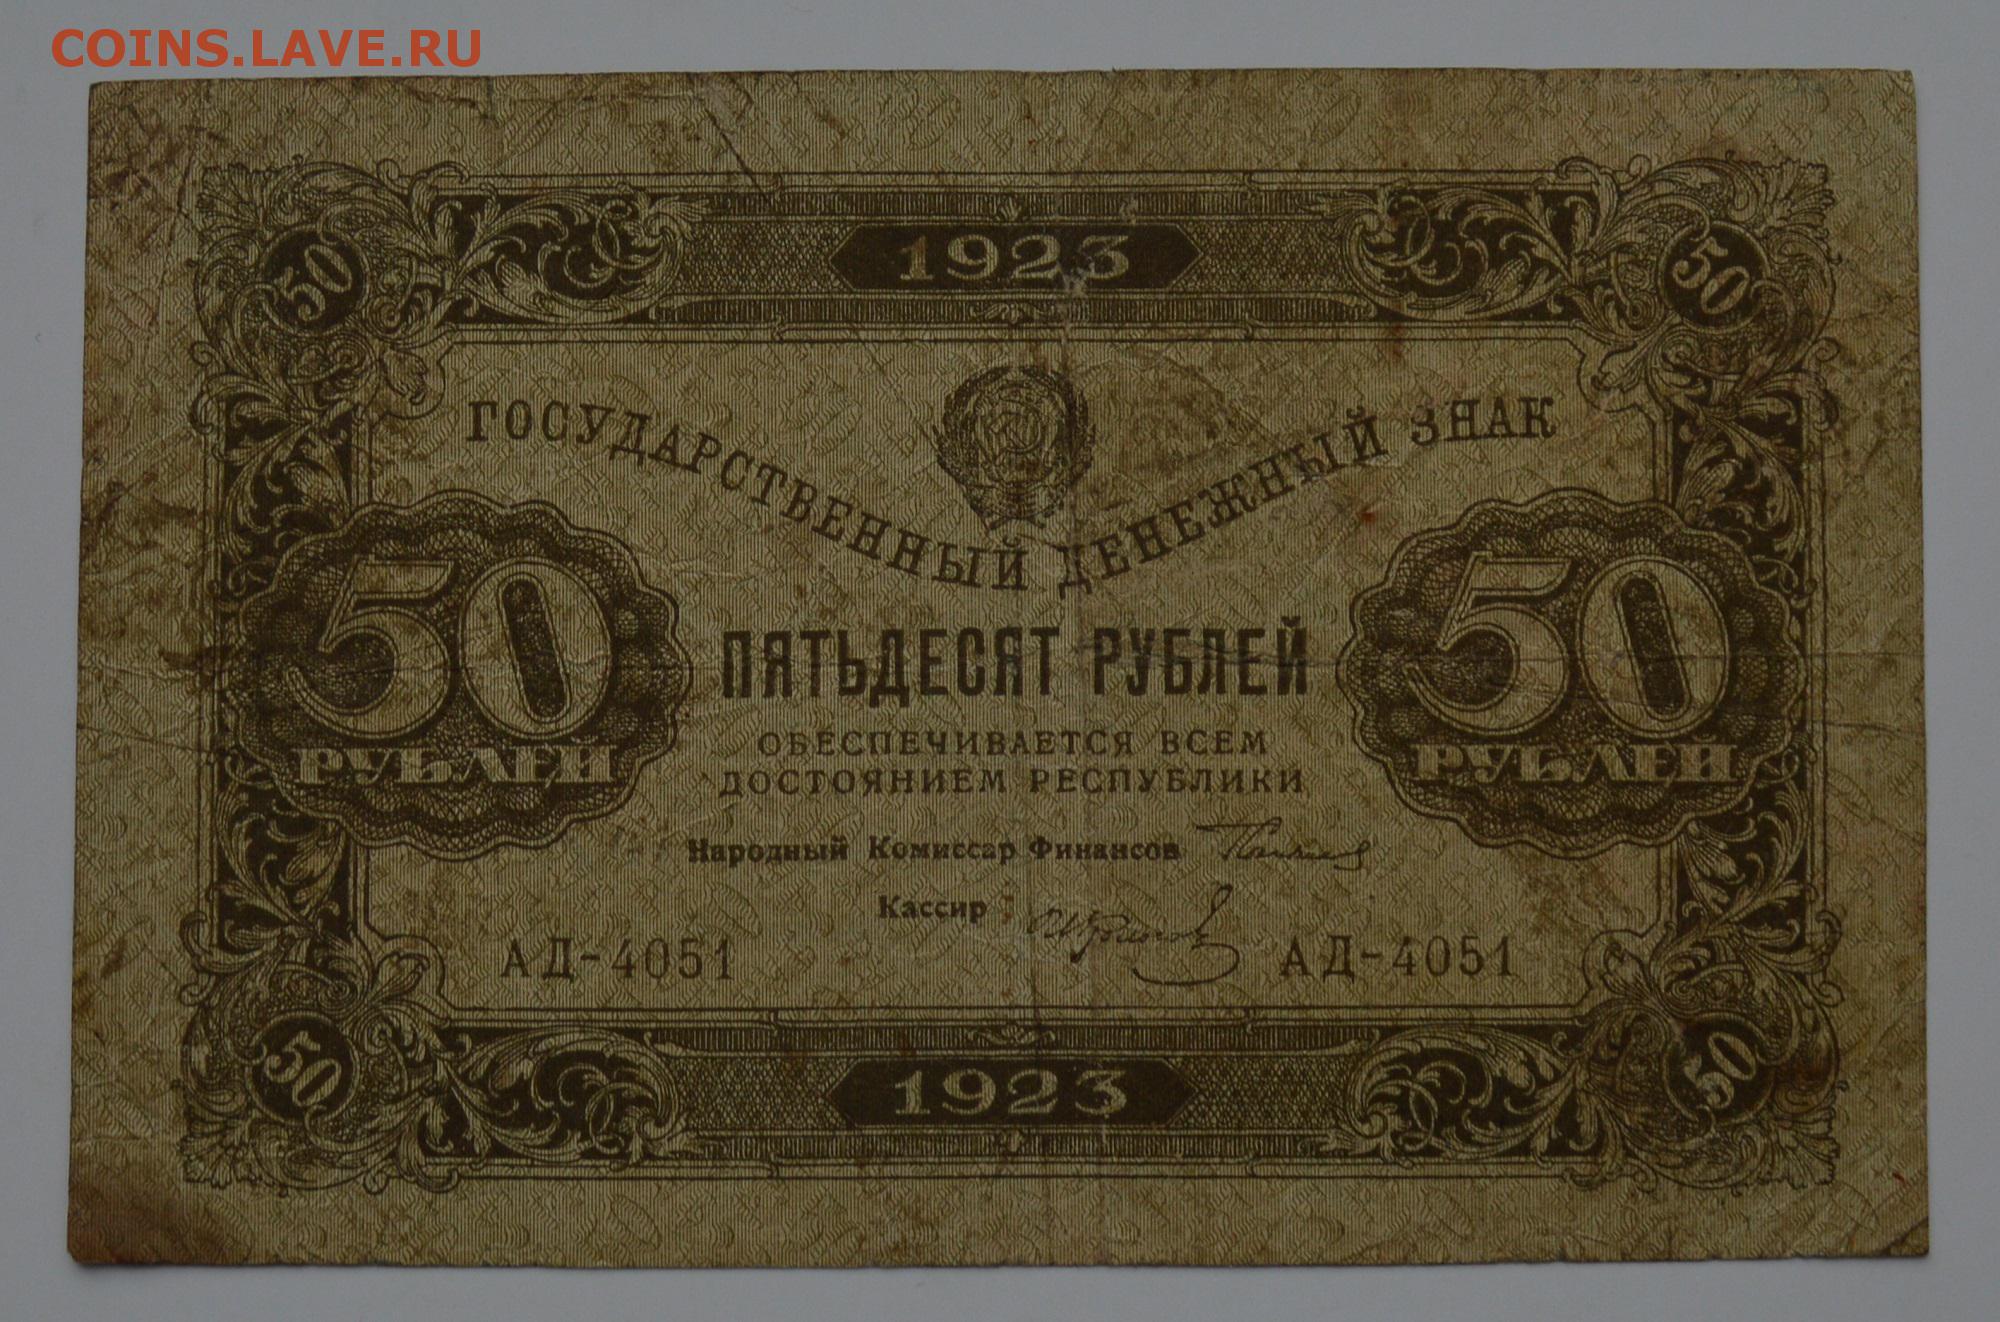 COINS.LAVE.RU
1923
50 50
ГОСУДАРСТВЕННЫЙ ДЕНЕЖНЫЙ ЗНАК
50 РУБЛЕЙ
ПЯТЬДЕСЯТ РУБЛЕЙ
50 РУБЛЕЙ
ОБЕСПЕЧИВАЕТСЯ ВСЕМ
ДОСТОЯНИЕМ РЕСПУБЛИКИ
Народный Комиссар Финансов
Кассир
АД-4051 АД-4051
50 50
1923